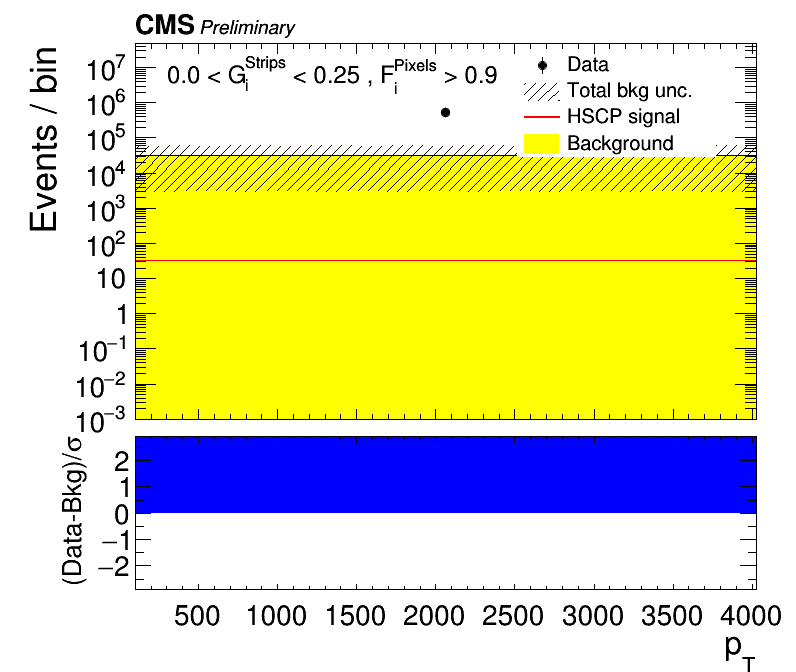 CMS Preliminary
0.0 < G_i^Strips < 0.25 , F_i^Pixels > 0.9
Data
Total bkg unc.
HSCP signal
Background
Events / bin
10^7
10^6
10^5
10^4
10^3
10^2
10
1
10^−1
10^−2
10^−3
(Data-Bkg)/σ
2
1
0
−1
−2
500 1000 1500 2000 2500 3000 3500 4000
p_T